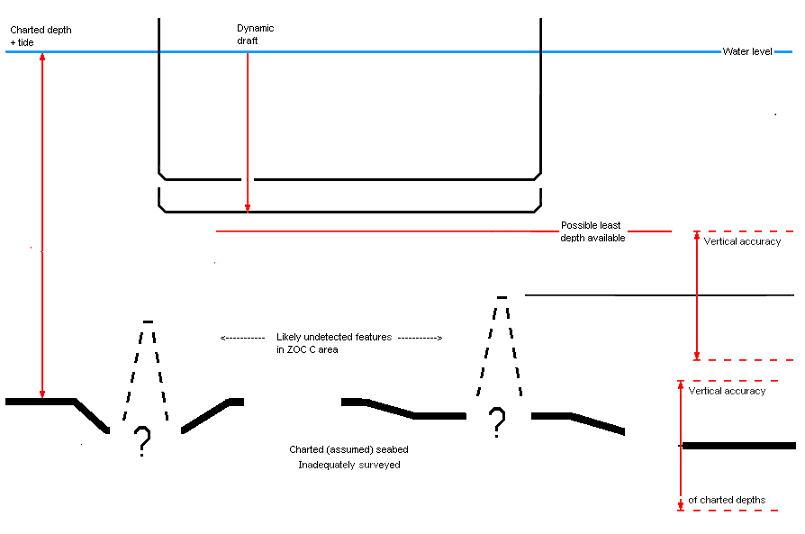 Charted depth
+ tide
Dynamic
draft
Water level
Possible least
depth available
Vertical accuracy
Likely undetected features
in ZOC C area
Vertical accuracy
?
?
Charted (assumed) seabed
Inadequately surveyed
of charted depths